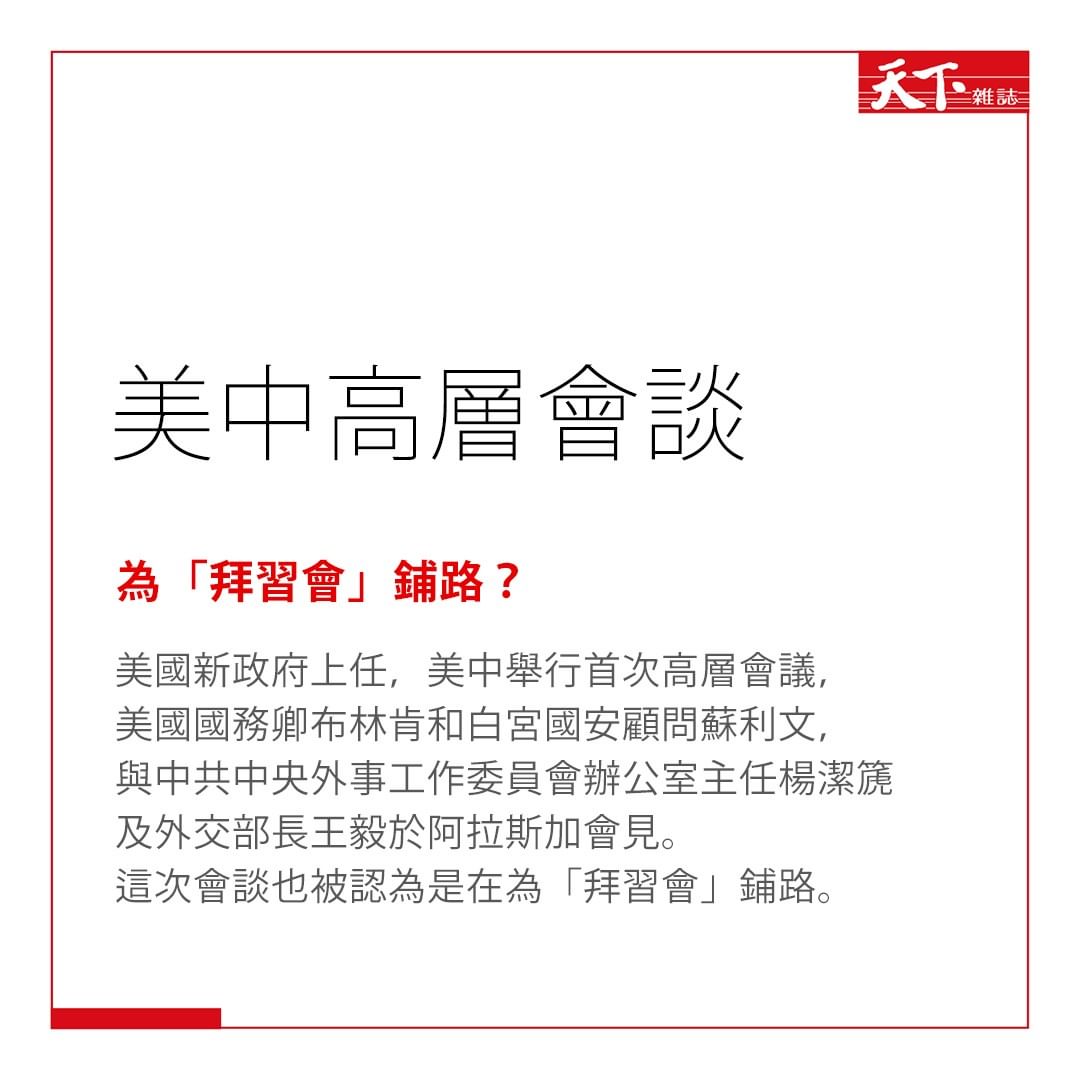 天下雜誌
美中高層會談
為「拜習會」鋪路？
美國新政府上任，美中舉行首次高層會議，
美國國務卿布林肯和白宮國安顧問蘇利文，
與中共中央外事工作委員會辦公室主任楊潔篪
及外交部長王毅於阿拉斯加會見。
這次會談也被認為是在為「拜習會」鋪路。